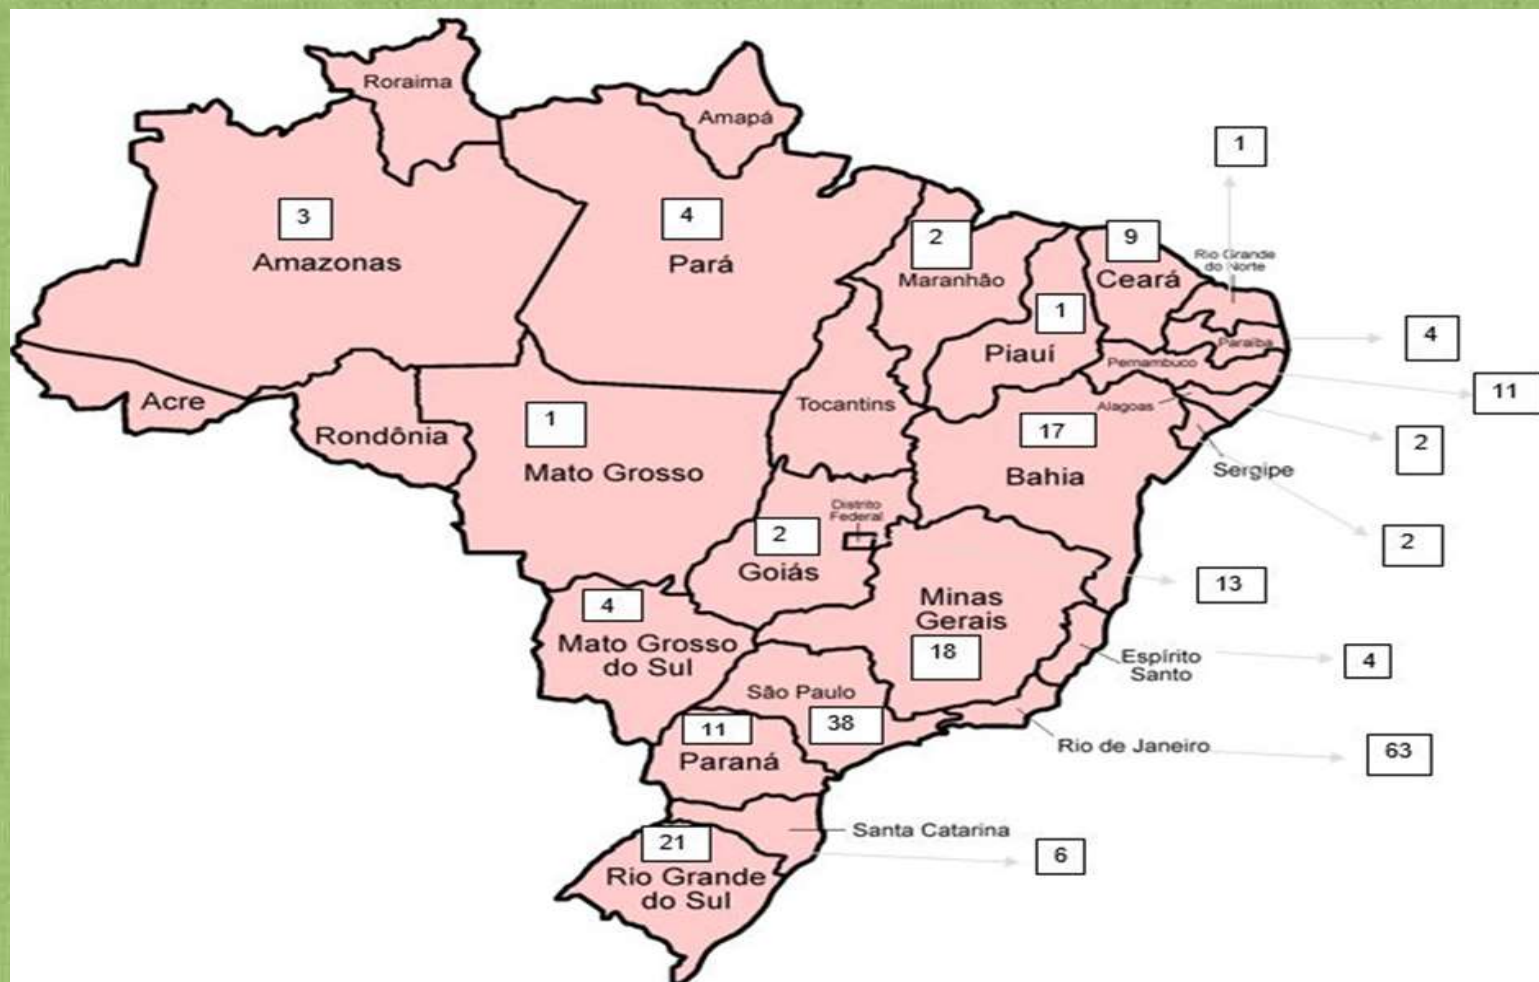 Roraima
Amapá
1
3
4
2
9
Amazonas
Pará
Maranhão
Ceará
Rio Grande
do Norte
1
4
Piauí
Paraíba
Pernambuco
11
Acre
Rondônia
1
Tocantins
Alagoas
17
2
Mato Grosso
Bahia
Sergipe
Distrito
Federal
2
2
Goiás
13
4
Minas
Gerais
18
Mato Grosso
do Sul
Espírito
Santo
4
São Paulo
38
11
Paraná
Rio de Janeiro
63
Santa Catarina
21
6
Rio Grande
do Sul